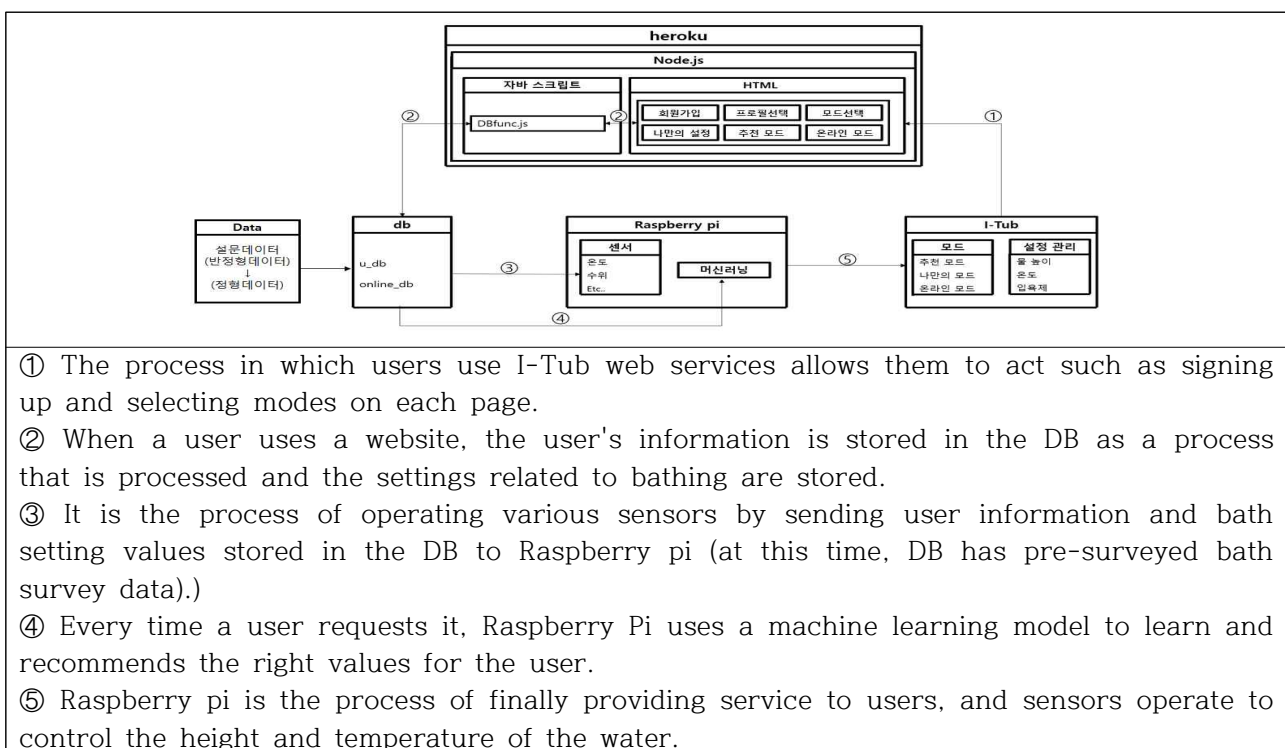 heroku
Node.js
자바 스크립트
HTML
②
DBfunc.js
②
회원가입 프로필선택 모드선택
나만의 설정 추천 모드 온라인 모드
①
Data
설문데이터
(반정형데이터)
↓
(정형데이터)
db
u_db
online_db
③
④
Raspberry pi
센서
온도
수위
Etc..
머신러닝
⑤
I-Tub
모드
추천 모드
나만의 모드
온라인 모드
설정 관리
물 높이
온도
입욕제
① The process in which users use I-Tub web services allows them to act such as signing
up and selecting modes on each page.
② When a user uses a website, the user's information is stored in the DB as a process
that is processed and the settings related to bathing are stored.
③ It is the process of operating various sensors by sending user information and bath
setting values stored in the DB to Raspberry pi (at this time, DB has pre-surveyed bath
survey data).)
④ Every time a user requests it, Raspberry Pi uses a machine learning model to learn and
recommends the right values for the user.
⑤ Raspberry pi is the process of finally providing service to users, and sensors operate to
control the height and temperature of the water.